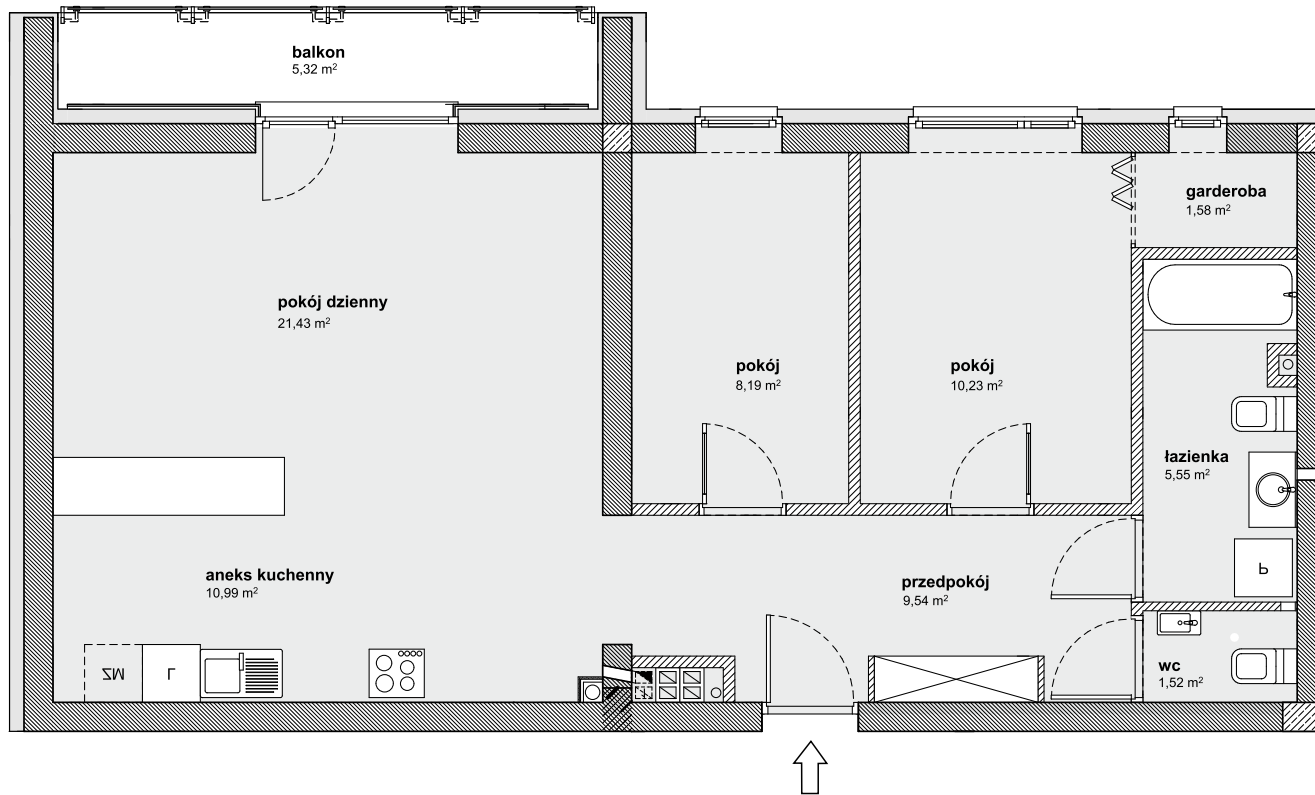 balkon
5,32 m²
garderoba
1,58 m²
pokój dzienny
21,43 m²
pokój
8,19 m²
pokój
10,23 m²
łazienka
5,55 m²
P
aneks kuchenny
10,99 m²
przedpokój
9,54 m²
wc
1,52 m²
ZM
L